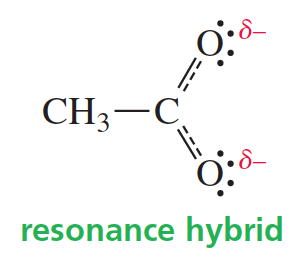 O δ–
CH₃—C
O δ–
resonance hybrid